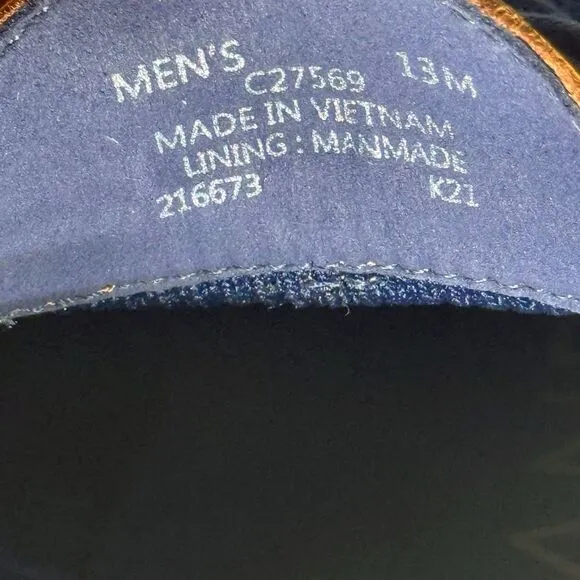 MEN'S C27569 13M
MADE IN VIETNAM
LINING: MANMADE
216673 K21